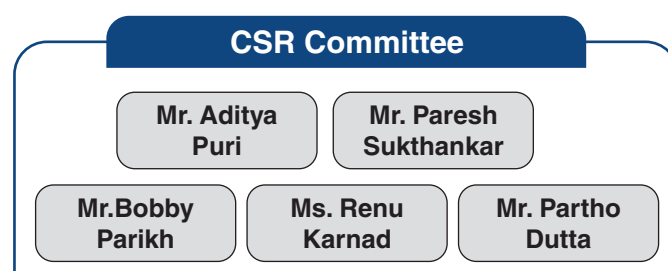 CSR Committee
Mr. Aditya
Puri
Mr. Paresh
Sukthankar
Mr.Bobby
Parikh
Ms. Renu
Karnad
Mr. Partho
Dutta